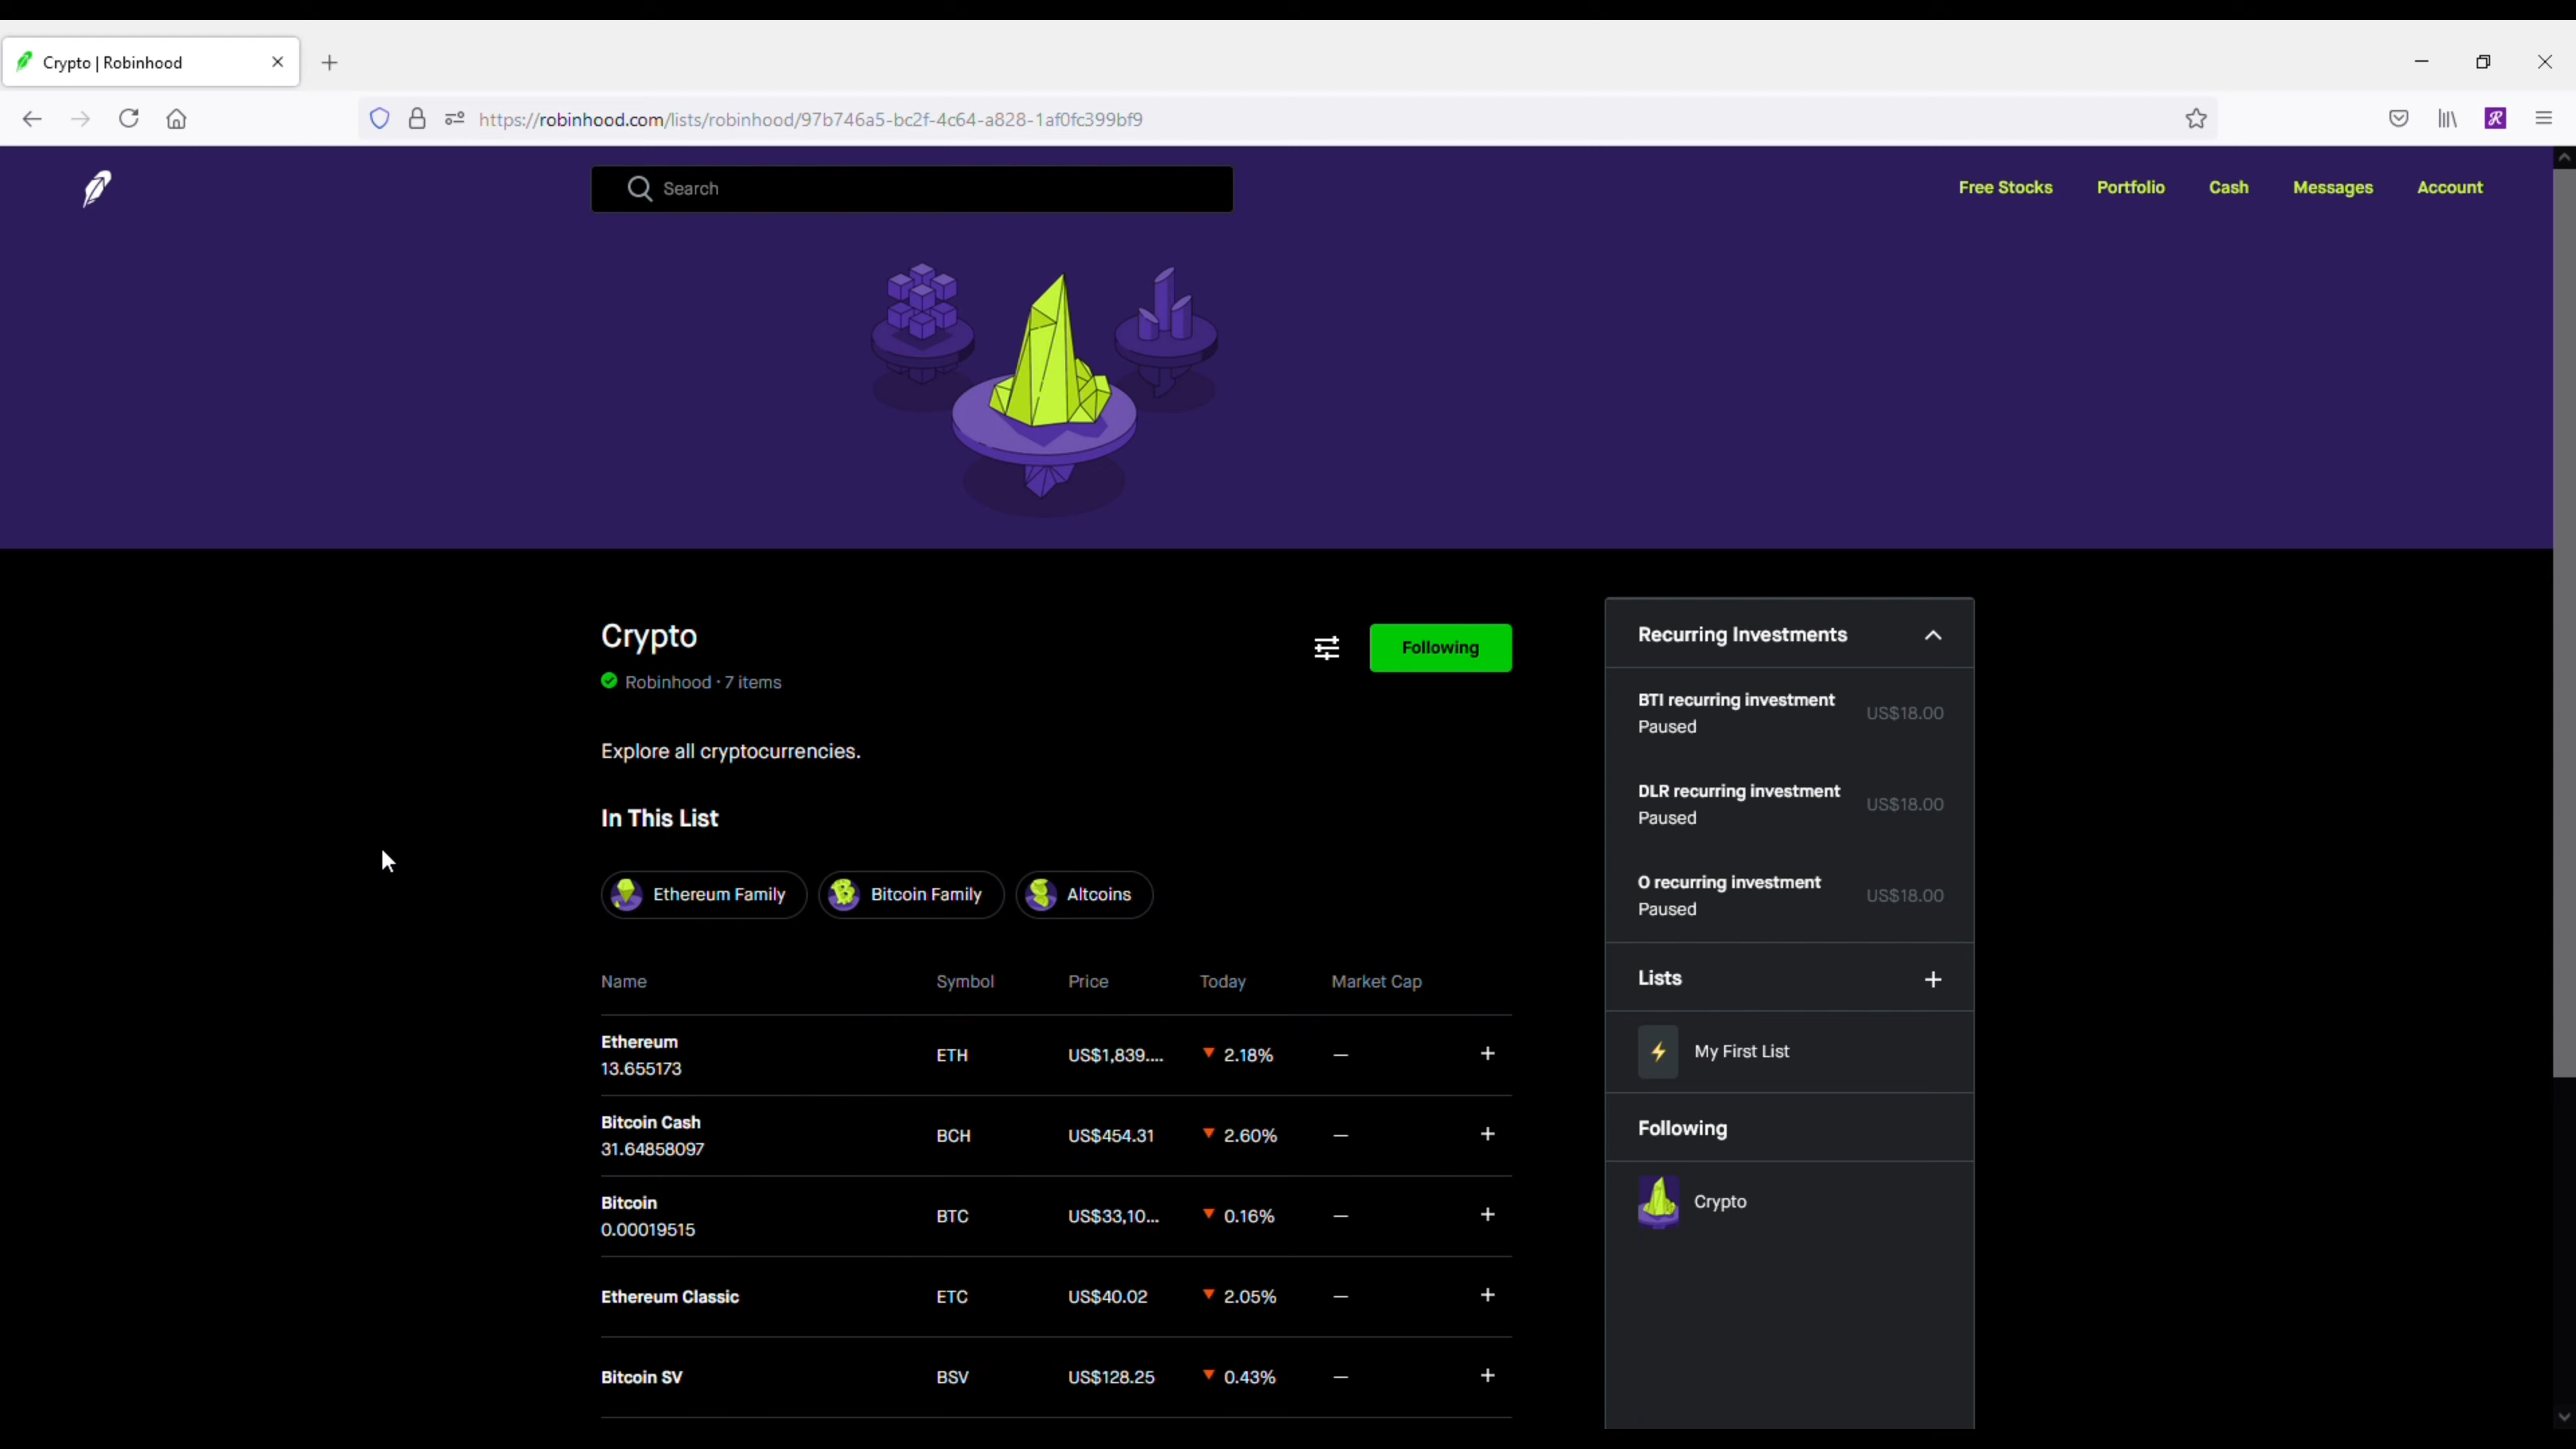 Crypto | Robinhood
https://robinhood.com/lists/robinhood/97b746a5-bc2f-4c64-a828-1af0fc399bf9
Search
Free Stocks Portfolio Cash Messages Account
Crypto
Following
Robinhood · 7 items
Explore all cryptocurrencies.
In This List
Ethereum Family Bitcoin Family Altcoins
Name Symbol Price Today Market Cap
Ethereum
13.655173
ETH US$1,839.... 2.18% —
Bitcoin Cash
31.64858097
BCH US$454.31 2.60% —
Bitcoin
0.00019515
BTC US$33,10... 0.16% —
Ethereum Classic ETC US$40.02 2.05% —
Bitcoin SV BSV US$128.25 0.43% —
Recurring Investments
BTI recurring investment
Paused
US$18.00
DLR recurring investment
Paused
US$18.00
O recurring investment
Paused
US$18.00
Lists
My First List
Following
Crypto